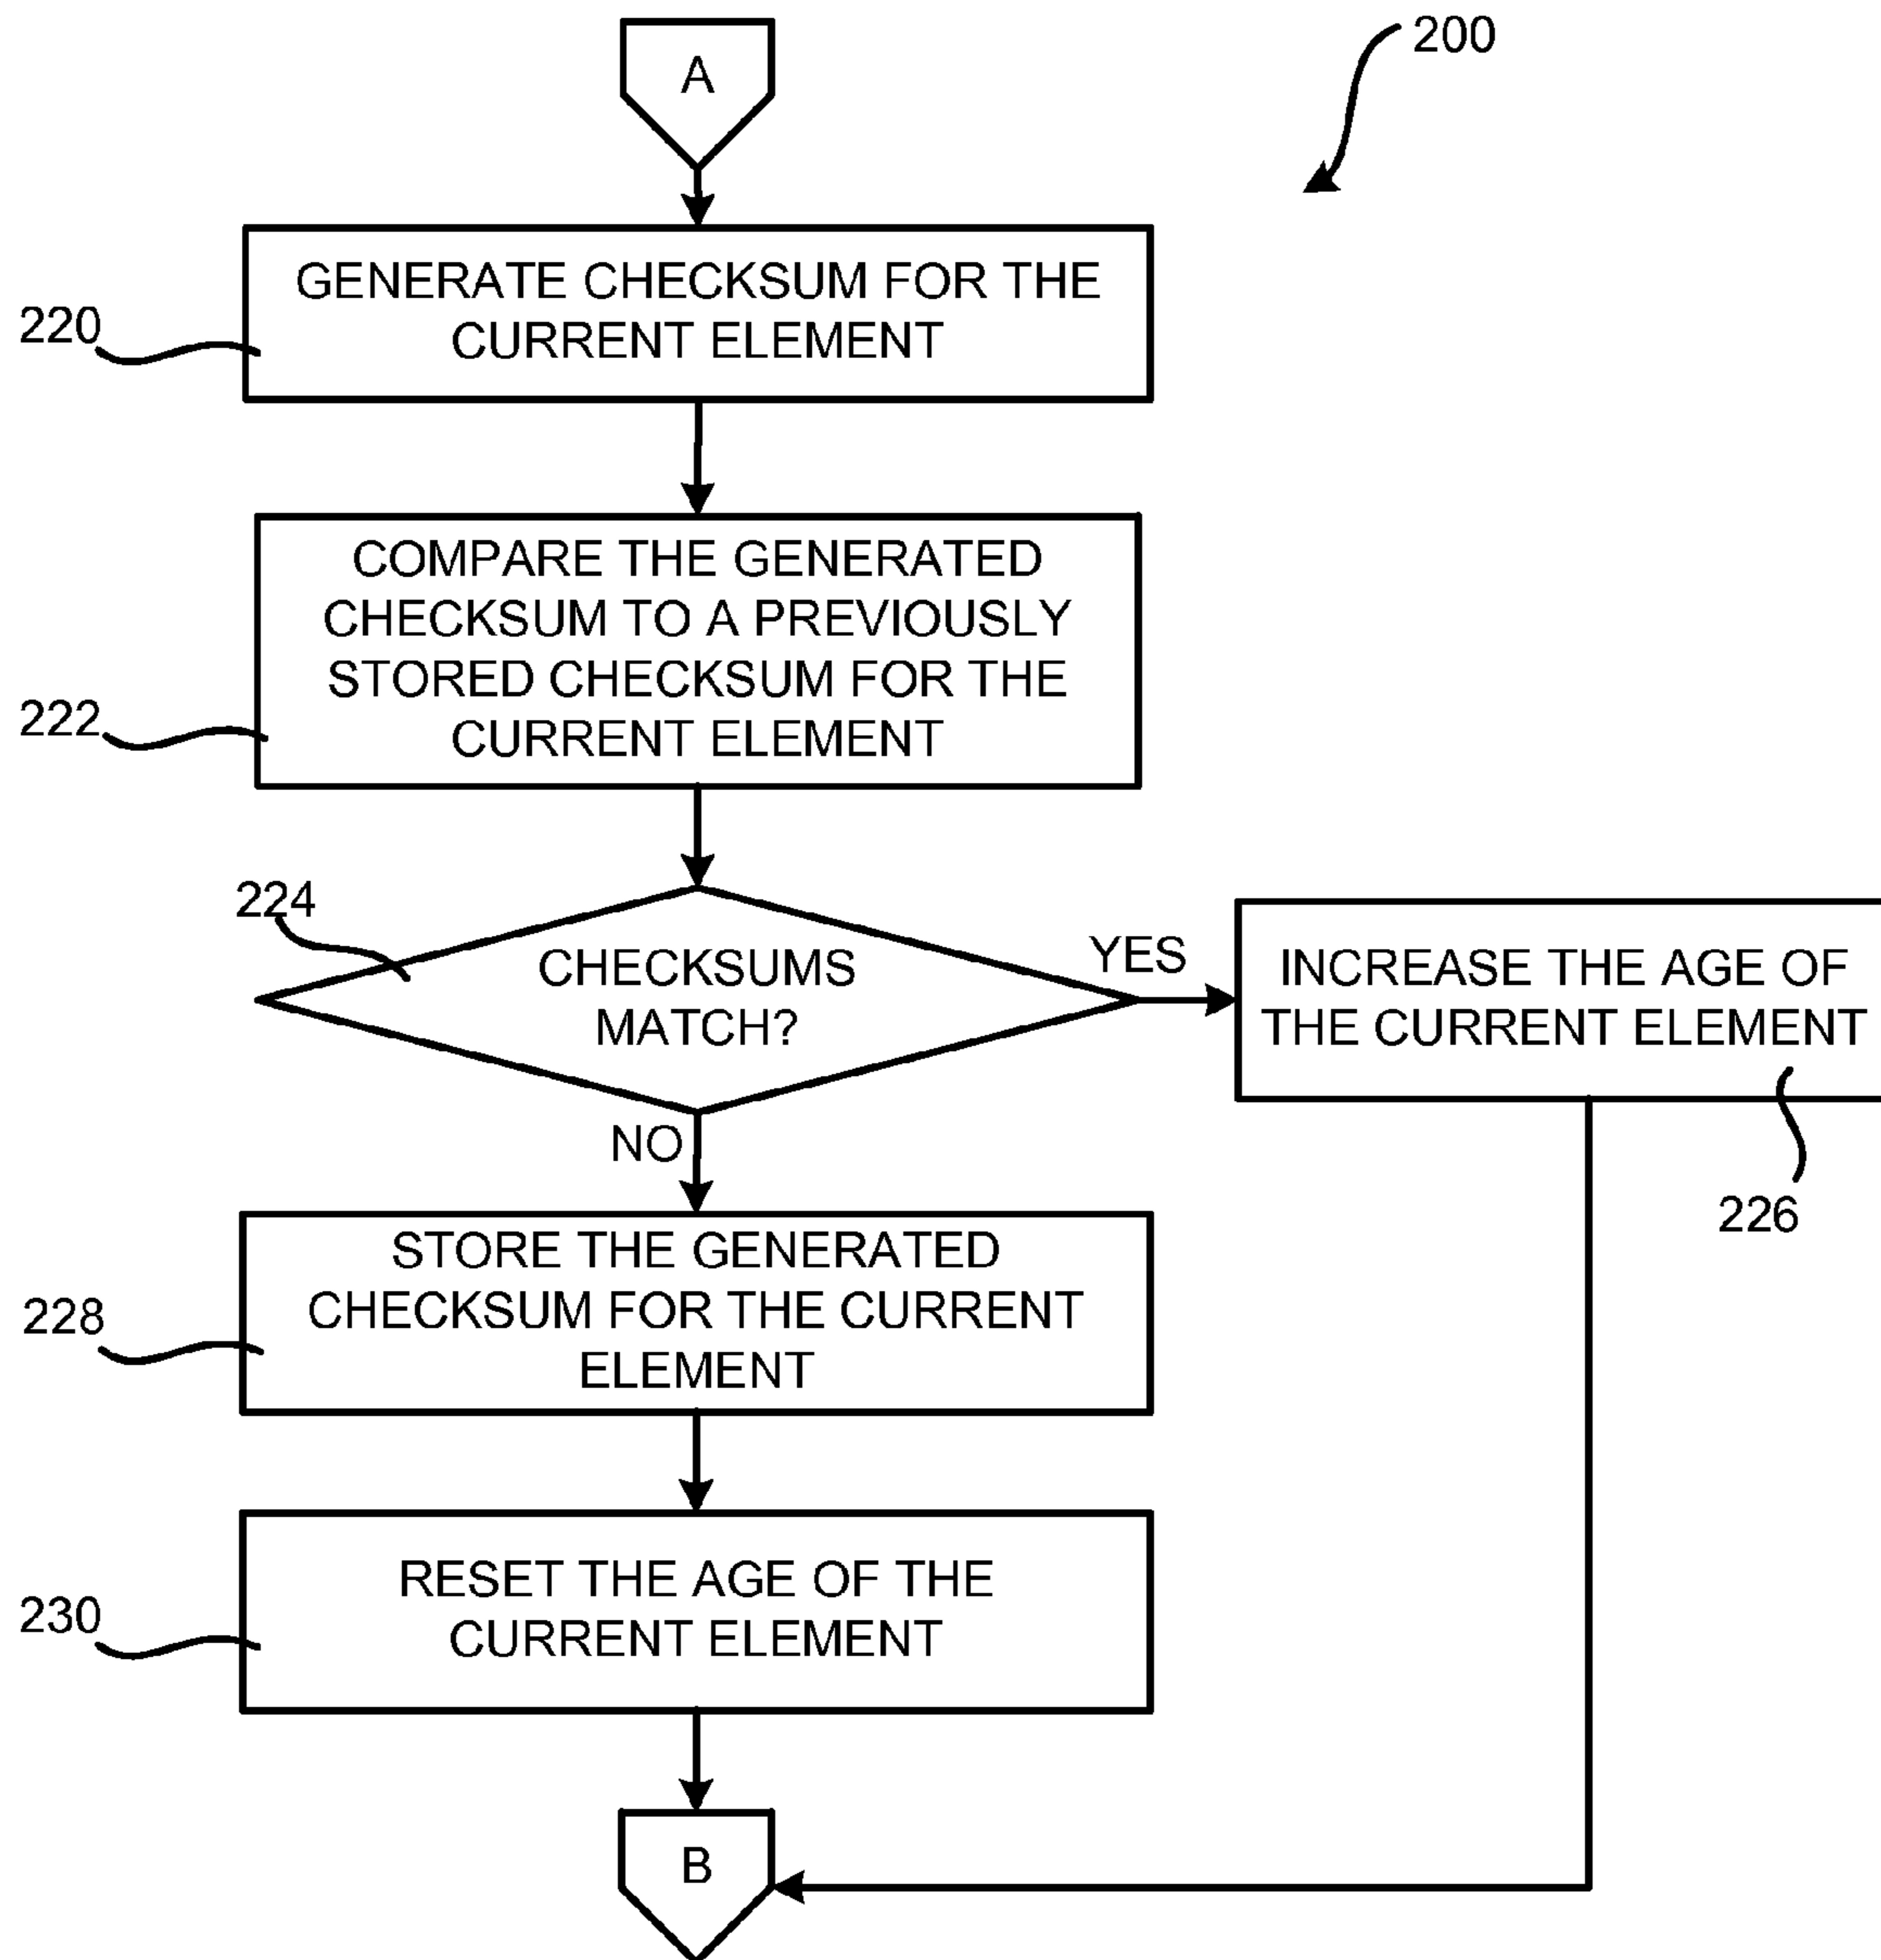 200
A
GENERATE CHECKSUM FOR THE
CURRENT ELEMENT
220
COMPARE THE GENERATED
CHECKSUM TO A PREVIOUSLY
STORED CHECKSUM FOR THE
CURRENT ELEMENT
222
224
CHECKSUMS
MATCH?
YES
INCREASE THE AGE OF
THE CURRENT ELEMENT
226
NO
STORE THE GENERATED
CHECKSUM FOR THE CURRENT
ELEMENT
228
RESET THE AGE OF THE
CURRENT ELEMENT
230
B